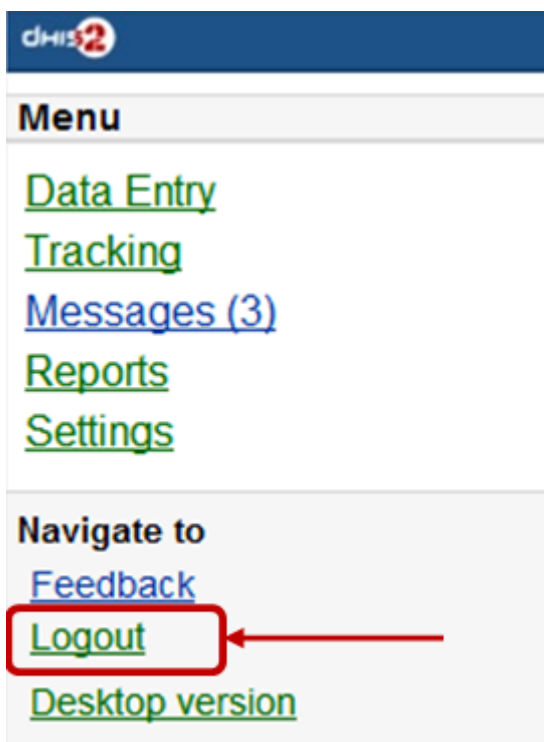 dHIS2
Menu
Data Entry
Tracking
Messages (3)
Reports
Settings
Navigate to
Feedback
Logout
Desktop version